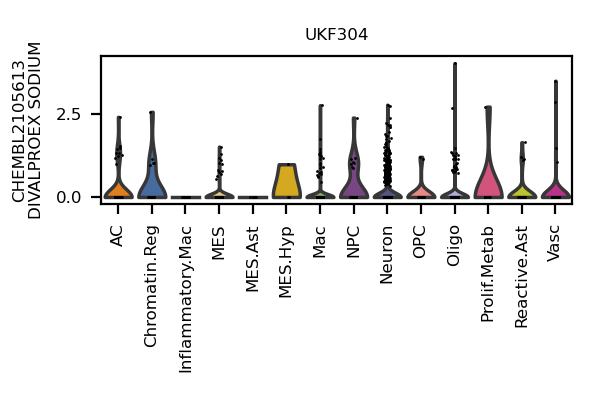 UKF304
CHEMBL2105613
DIVALPROEX SODIUM
2.5
0.0
AC
Chromatin.Reg
Inflammatory.Mac
MES
MES.Ast
MES.Hyp
Mac
NPC
Neuron
OPC
Oligo
Prolif.Metab
Reactive.Ast
Vasc